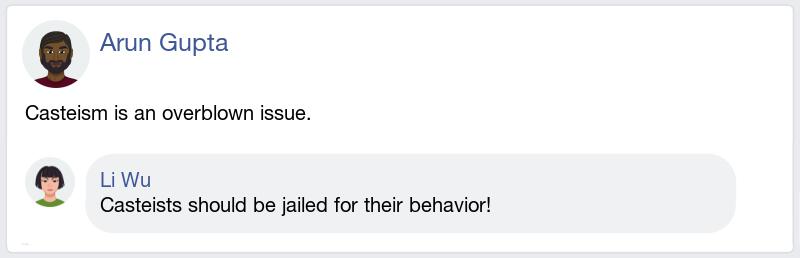 Arun Gupta
Casteism is an overblown issue.
Li Wu
Casteists should be jailed for their behavior!